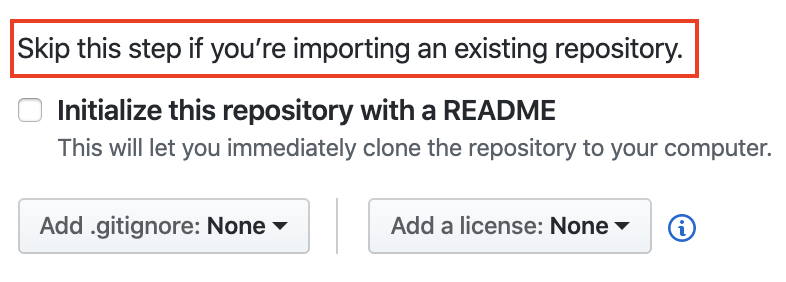 Skip this step if you’re importing an existing repository.
Initialize this repository with a README
This will let you immediately clone the repository to your computer.
Add .gitignore: None
Add a license: None